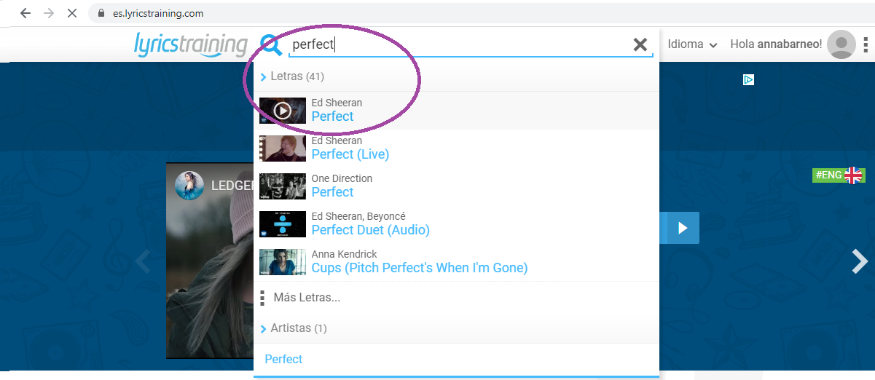 es.lyricstraining.com
lyricstraining
perfect
Idioma
Hola annabarneo!
Letras (41)
Ed Sheeran
Perfect
Ed Sheeran
Perfect (Live)
One Direction
Perfect
Ed Sheeran, Beyoncé
Perfect Duet (Audio)
Anna Kendrick
Cups (Pitch Perfect's When I'm Gone)
Más Letras...
Artistas (1)
Perfect
LEDGER
#ENG